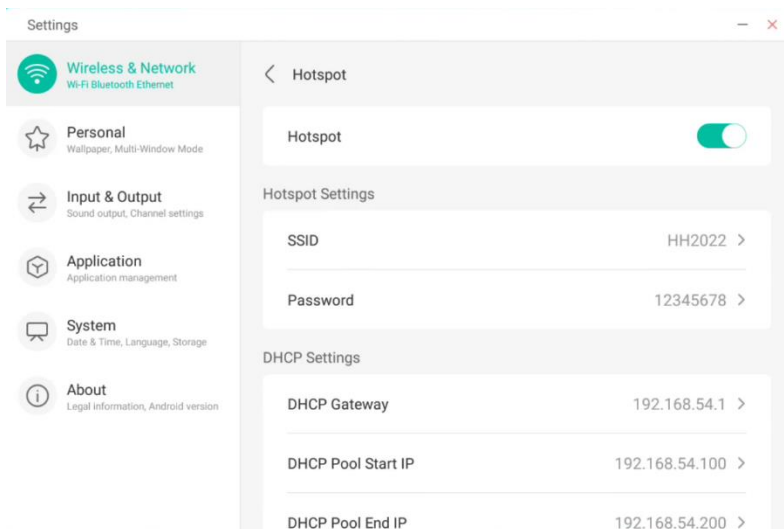 Settings
Wireless & Network
Wi-Fi Bluetooth Ethernet
Personal
Wallpaper, Multi-Window Mode
Input & Output
Sound output, Channel settings
Application
Application management
System
Date & Time, Language, Storage
About
Legal information, Android version
Hotspot
Hotspot
Hotspot Settings
SSID HH2022
Password 12345678
DHCP Settings
DHCP Gateway 192.168.54.1
DHCP Pool Start IP 192.168.54.100
DHCP Pool End IP 192.168.54.200